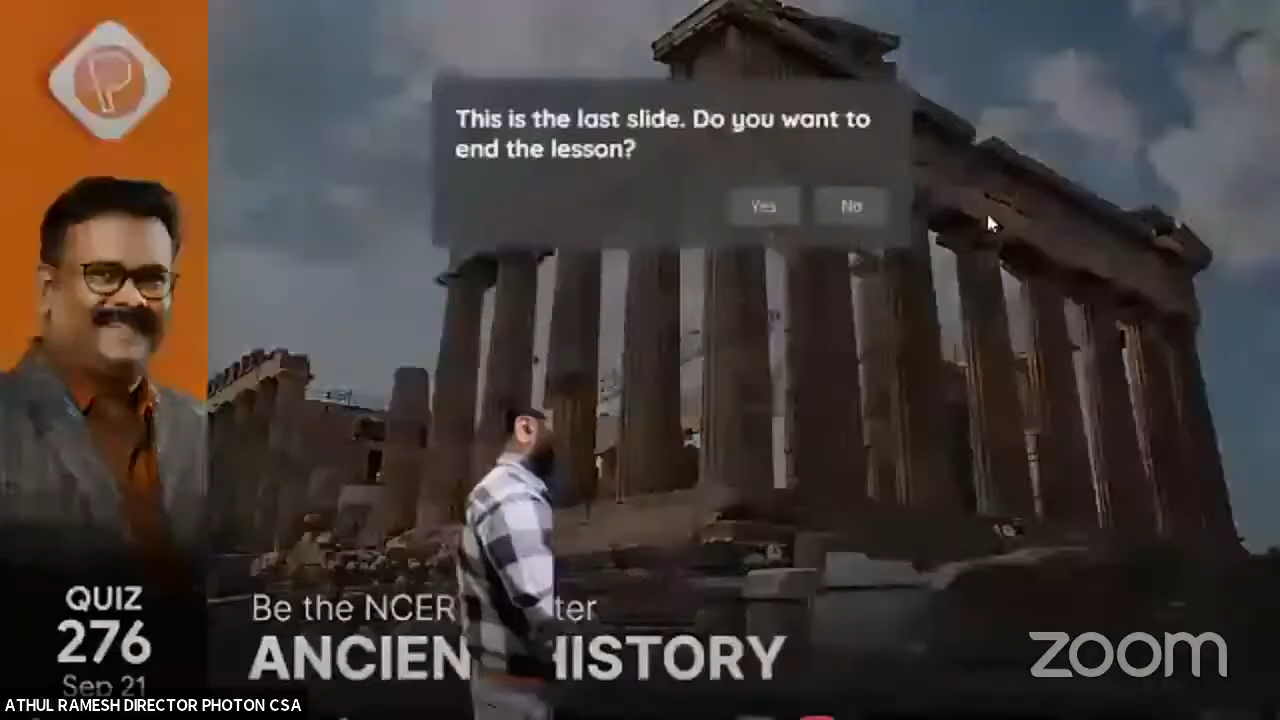 This is the last slide. Do you want to
end the lesson?
Yes No
QUIZ
276
Sep 21
Be the NCER ter
ANCIEN HISTORY
zoom
ATHUL RAMESH DIRECTOR PHOTON CSA